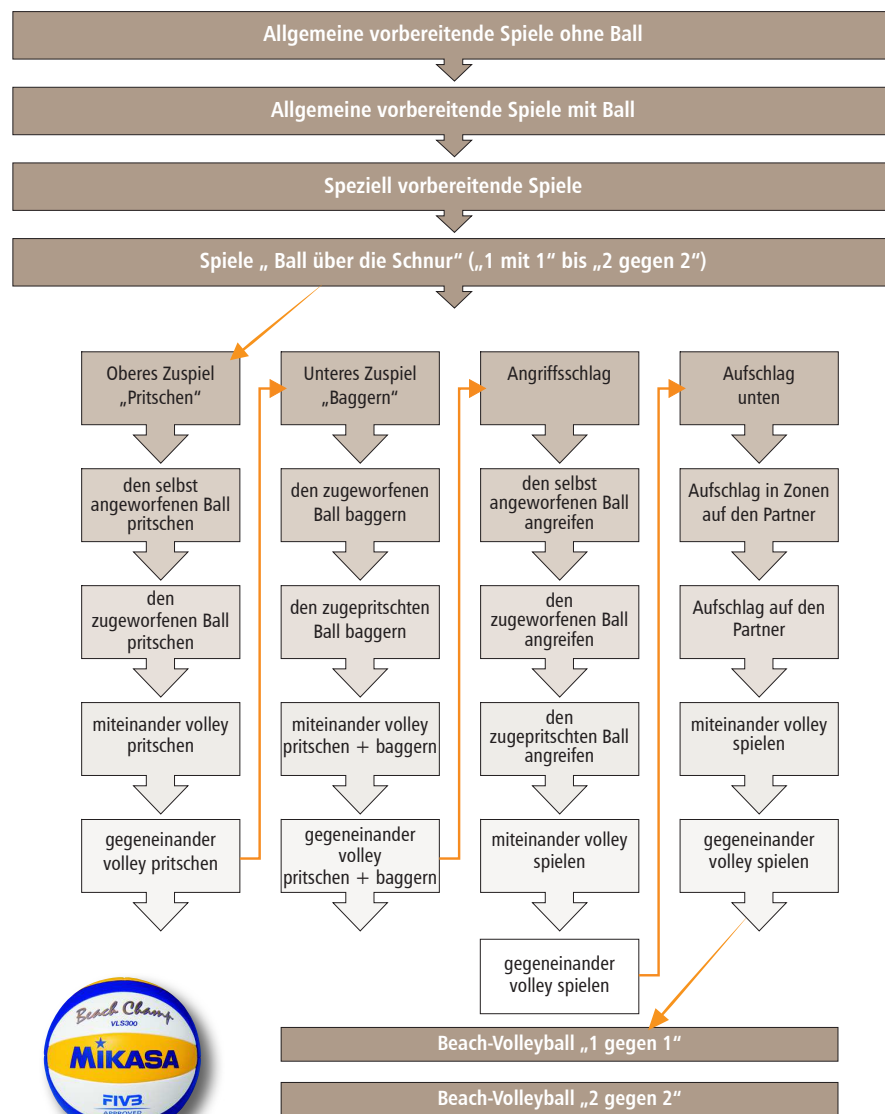 Allgemeine vorbereitende Spiele ohne Ball
Allgemeine vorbereitende Spiele mit Ball
Speziell vorbereitende Spiele
Spiele „ Ball über die Schnur“ („1 mit 1“ bis „2 gegen 2“)
Oberes Zuspiel
„Pritschen“
den selbst
angeworfenen Ball
pritschen
den
zugeworfenen Ball
pritschen
miteinander volley
pritschen
gegeneinander
volley pritschen
Unteres Zuspiel
„Baggern“
den zugeworfenen
Ball baggern
den zugepritschten
Ball baggern
miteinander volley
pritschen + baggern
gegeneinander
volley
pritschen + baggern
Angriffsschlag
den selbst
angeworfenen Ball
angreifen
den
zugeworfenen Ball
angreifen
den
zugepritschten Ball
angreifen
miteinander volley
spielen
gegeneinander
volley spielen
Aufschlag
unten
Aufschlag in Zonen
auf den Partner
Aufschlag auf den
Partner
miteinander volley
spielen
gegeneinander
volley spielen
Beach Champ
VLS300
MIKASA
FIVB
APPROVED
Beach-Volleyball „1 gegen 1“
Beach-Volleyball „2 gegen 2“